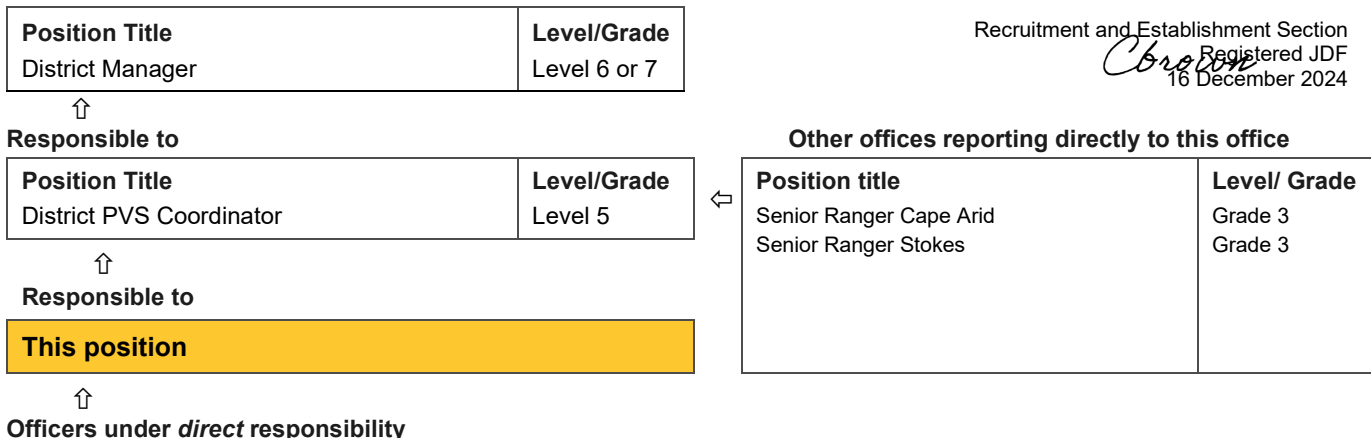 Position Title Level/Grade
District Manager Level 6 or 7
Recruitment and Establishment Section
Registered JDF
Cbrown
16 December 2024
⇧
Responsible to
Other offices reporting directly to this office
Position Title Level/Grade
District PVS Coordinator Level 5
⇦
Position title Level/ Grade
Senior Ranger Cape Arid Grade 3
Senior Ranger Stokes Grade 3
⇧
Responsible to
This position
⇧
Officers under direct responsibility